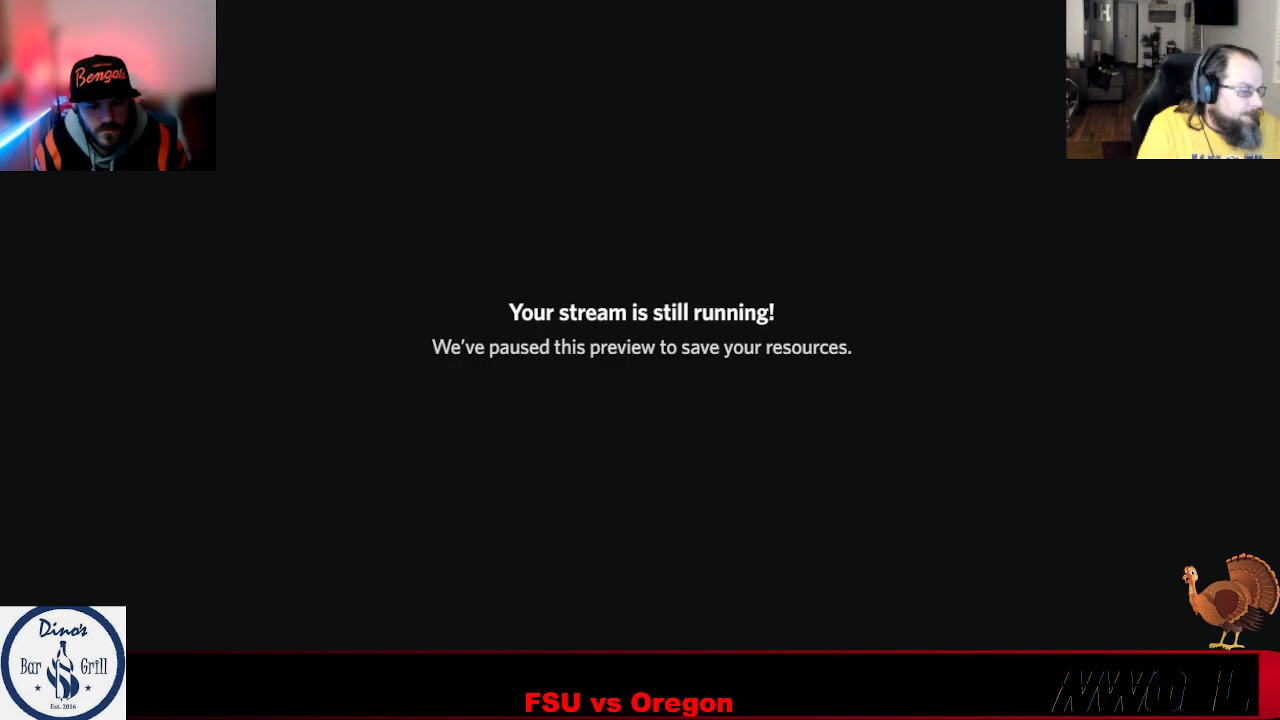 Bengals
H
Your stream is still running!
We've paused this preview to save your resources.
Dino's
Bar Grill
Est. 2016
FSU vs Oregon